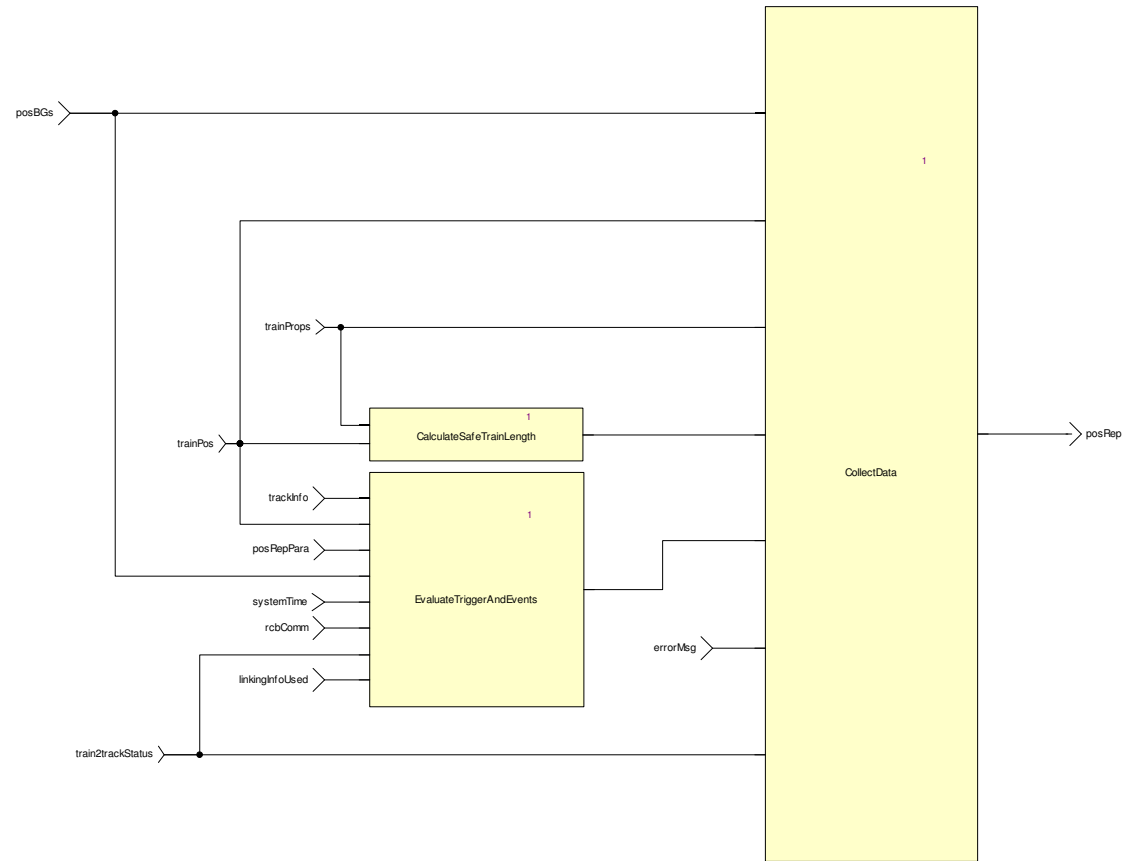 posBGs
1
trainProps
1
CalculateSafeTrainLength
trainPos
posRep
CollectData
trackInfo
1
posRepPara
EvaluateTriggerAndEvents
systemTime
rcbComm
errorMsg
linkingInfoUsed
train2trackStatus